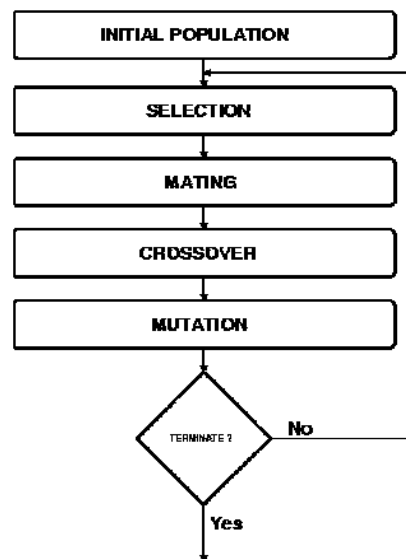 INITIAL POPULATION
SELECTION
MATING
CROSSOVER
MUTATION
TERMINATE ?
No
Yes